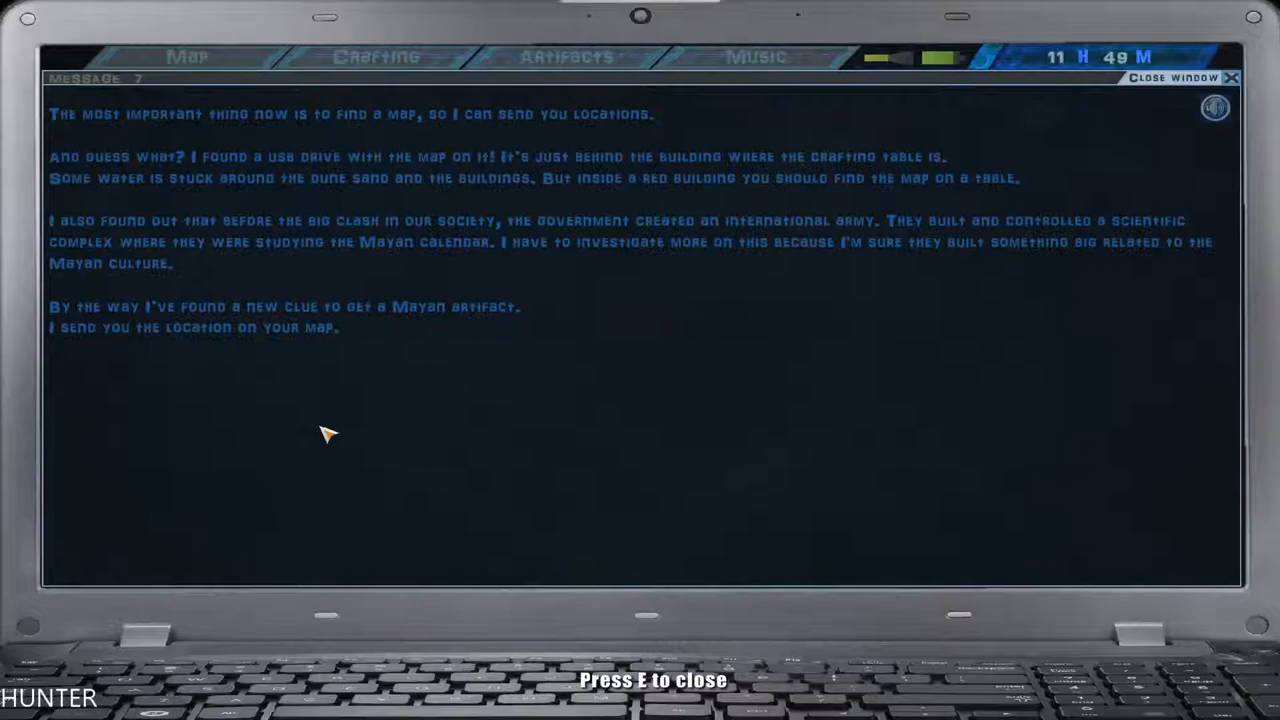 Map Crafting Artifacts Music 11 H 49 M
Message 7
Close Window
The most important thing now is to find a map, so I can send you locations.
And guess what? I found a USB drive with the map on it! It's just behind the building where the crafting table is.
Some water is stuck around the dune sand and the buildings. But inside a red building you should find the map on a table.
I also found out that before the big clash in our society, the government created an international army. They built and controlled a scientific
complex where they were studying the Mayan calendar. I have to investigate more on this because I'm sure they built something big related to the
Mayan culture.
By the way I've found a new clue to get a Mayan artifact.
I send you the location on your map.
Press E to close
HUNTER